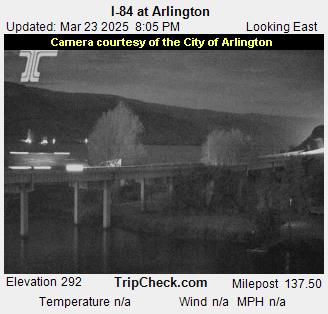 I-84 at Arlington
Updated: Mar 23 2025 8:05 PM Looking East
Camera courtesy of the City of Arlington
Elevation 292 TripCheck.com Milepost 137.50
Temperature n/a Wind n/a MPH n/a